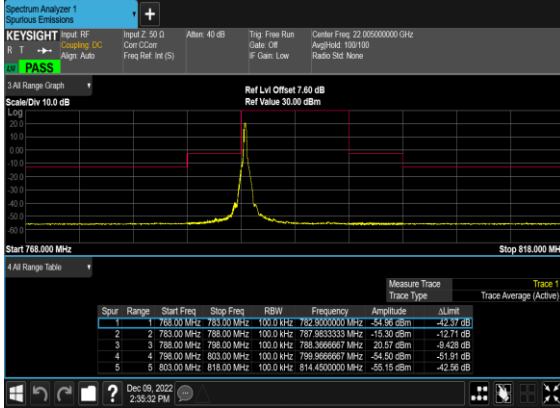 Spectrum Analyzer 1
Spurious Emissions
+
KEYSIGHT Input: RF Input Z: 50 Ω Atten: 40 dB Trig: Free Run Center Freq: 22.005000000 GHz
R T Coupling: DC Corr CCorr Gate: Off Avg|Hold: 100/100
Align: Auto Freq Ref: Int (S) IF Gain: Low Radio Std: None
PASS
3 All Range Graph
Ref Lvl Offset 7.60 dB
Scale/Div 10.0 dB Ref Value 30.00 dBm
Log
20.0
10.0
0.00
-10.0
-20.0
-30.0
-40.0
-50.0
-60.0
Start 768.000 MHz Stop 818.000 MH
4 All Range Table
Measure Trace Trace 1
Trace Type Trace Average (Active)
Spur Range Start Freq Stop Freq RBW Frequency Amplitude ΔLimit
1 1 768.00 MHz 783.00 MHz 100.0 kHz 782.9000000 MHz -54.96 dBm -42.37 dB
2 2 783.00 MHz 788.00 MHz 100.0 kHz 787.9833333 MHz -15.30 dBm -12.71 dB
3 3 788.00 MHz 798.00 MHz 100.0 kHz 788.3666667 MHz 20.57 dBm -9.428 dB
4 4 798.00 MHz 803.00 MHz 100.0 kHz 799.9666667 MHz -54.50 dBm -51.91 dB
5 5 803.00 MHz 818.00 MHz 100.0 kHz 814.4500000 MHz -55.15 dBm -42.56 dB
? Dec 09, 2022
2:35:32 PM